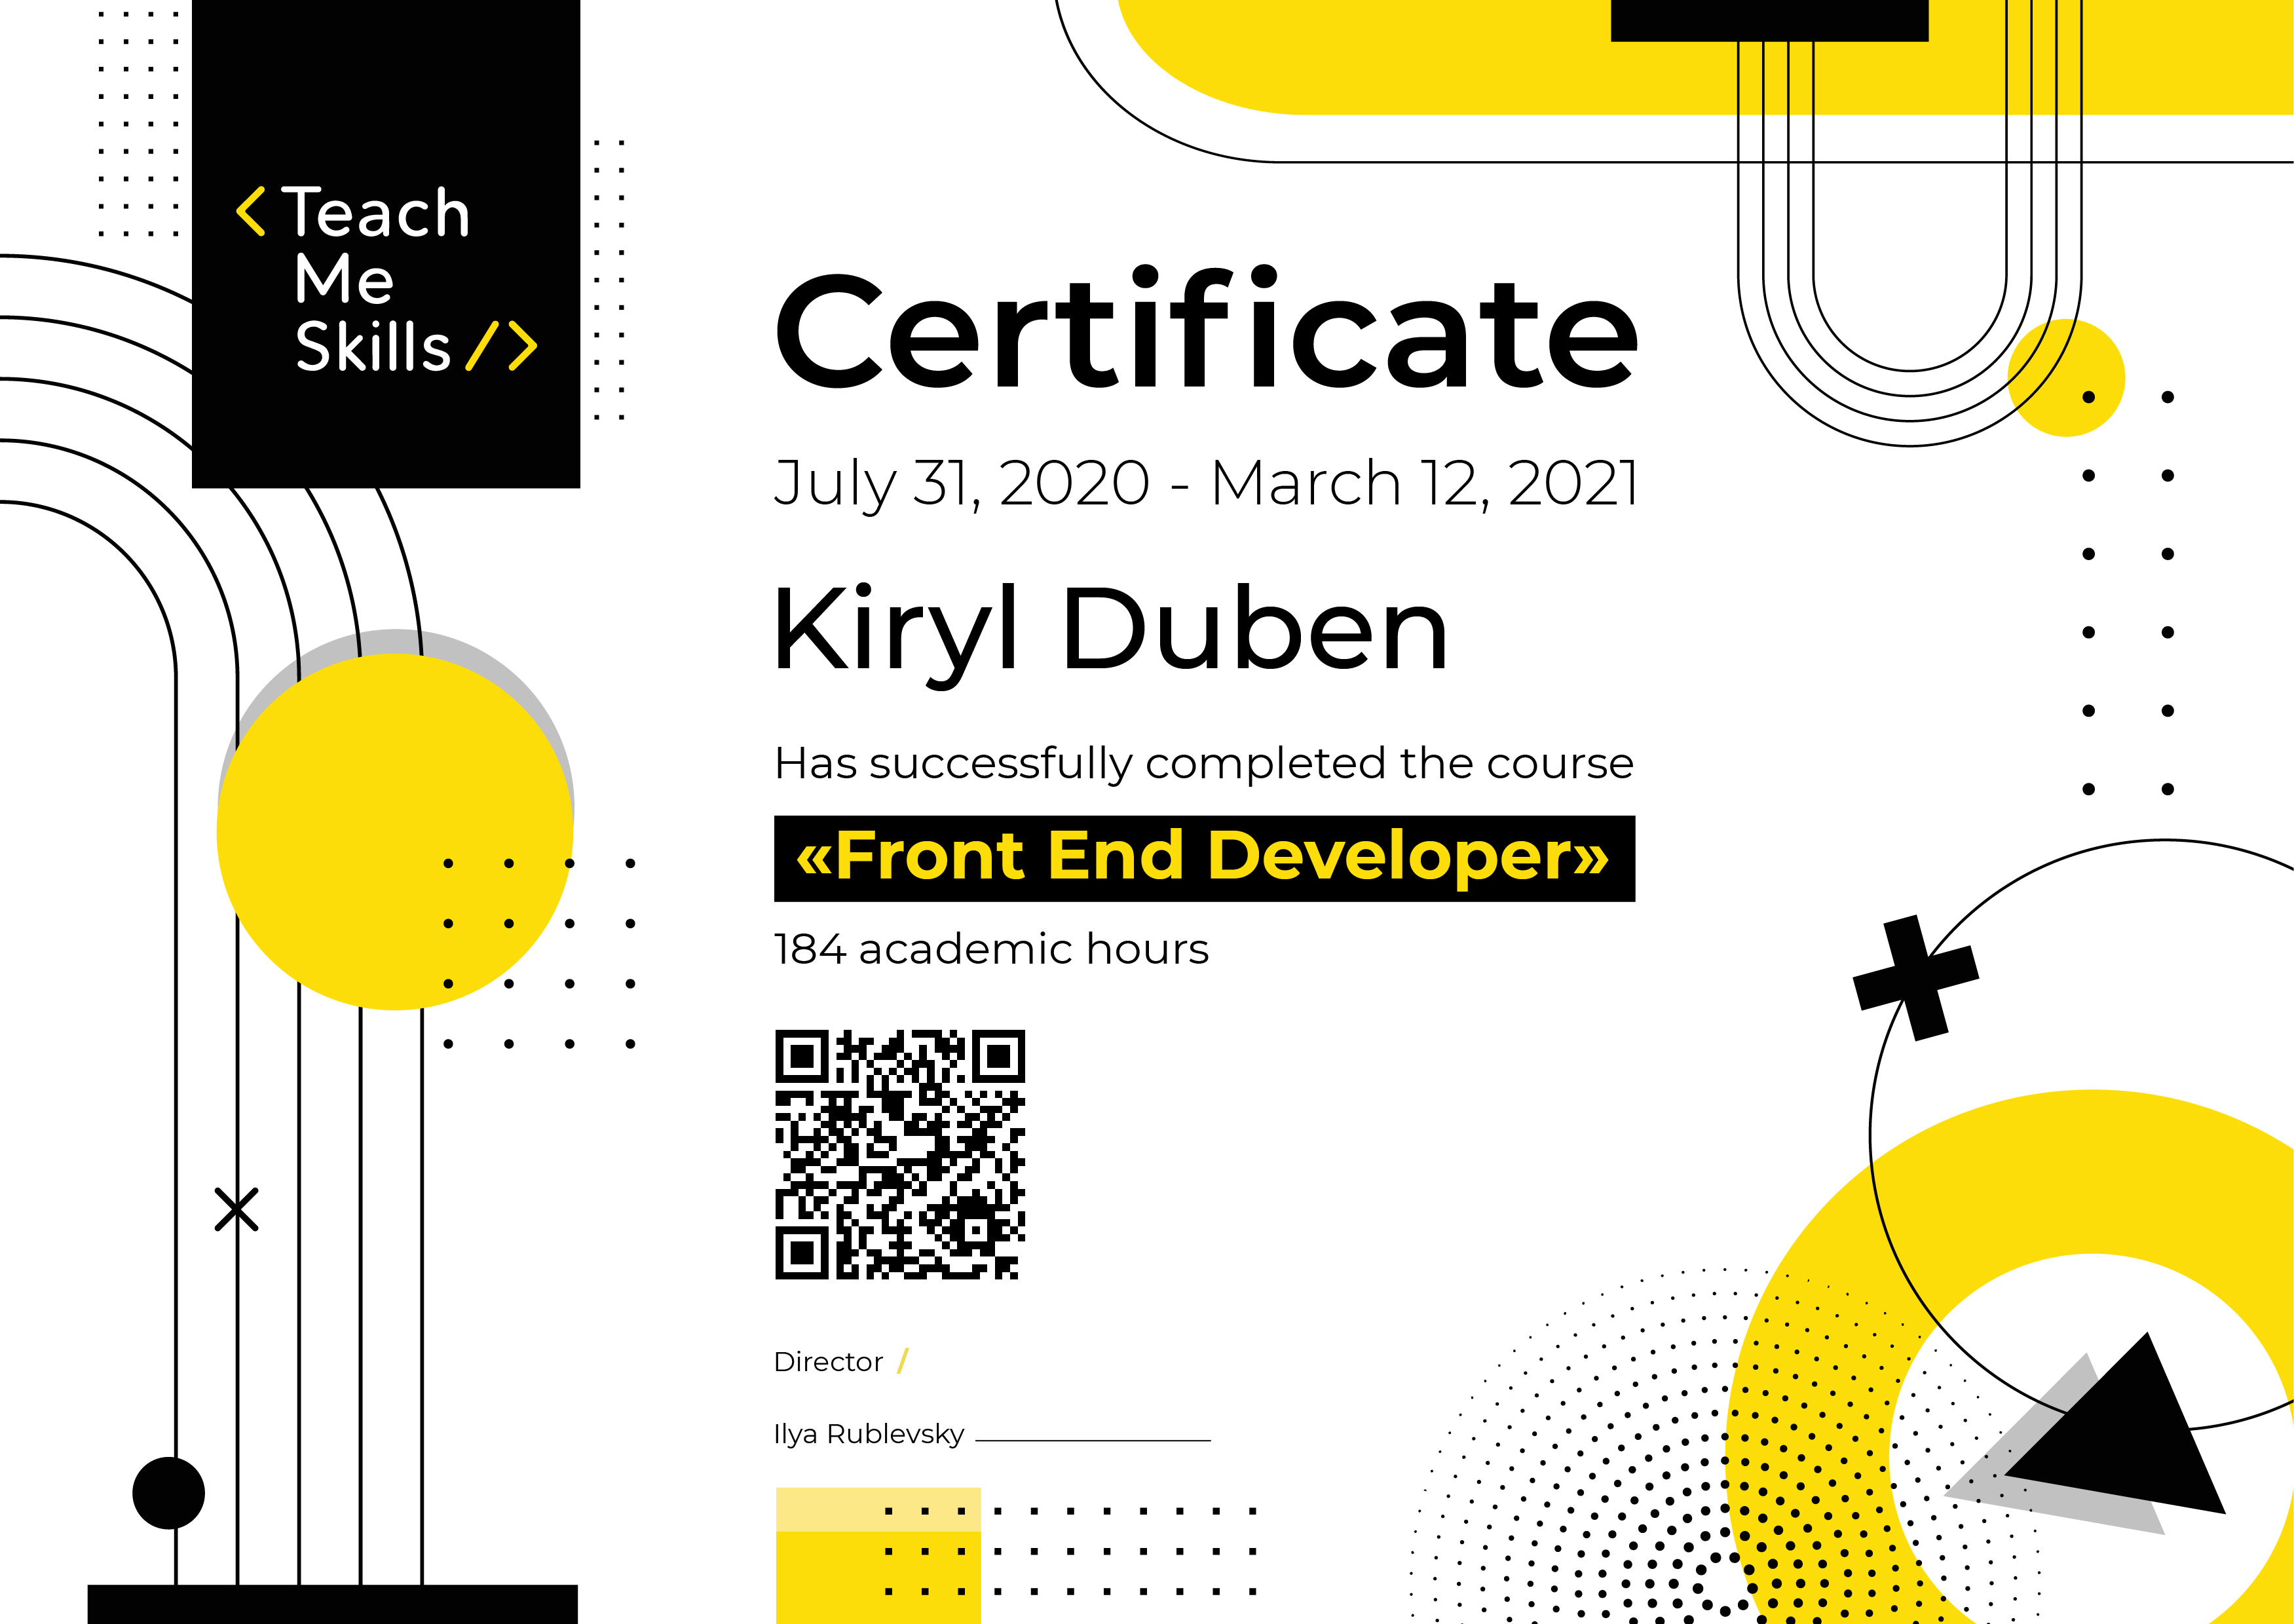 <Teach
Me
Skills/>
Certificate
July 31, 2020 - March 12, 2021
Kiryl Duben
Has successfully completed the course
«Front End Developer»
184 academic hours
Director /
Ilya Rublevsky